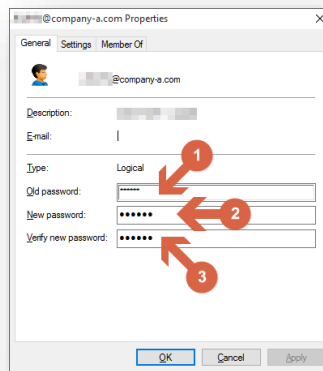 @company-a.com Properties
General Settings Member Of
@company-a.com
Description:
E-mail:
Type: Logical
1
Old password: ••••••
New password: ••••••
2
Verify new password: ••••••
3
OK Cancel Apply